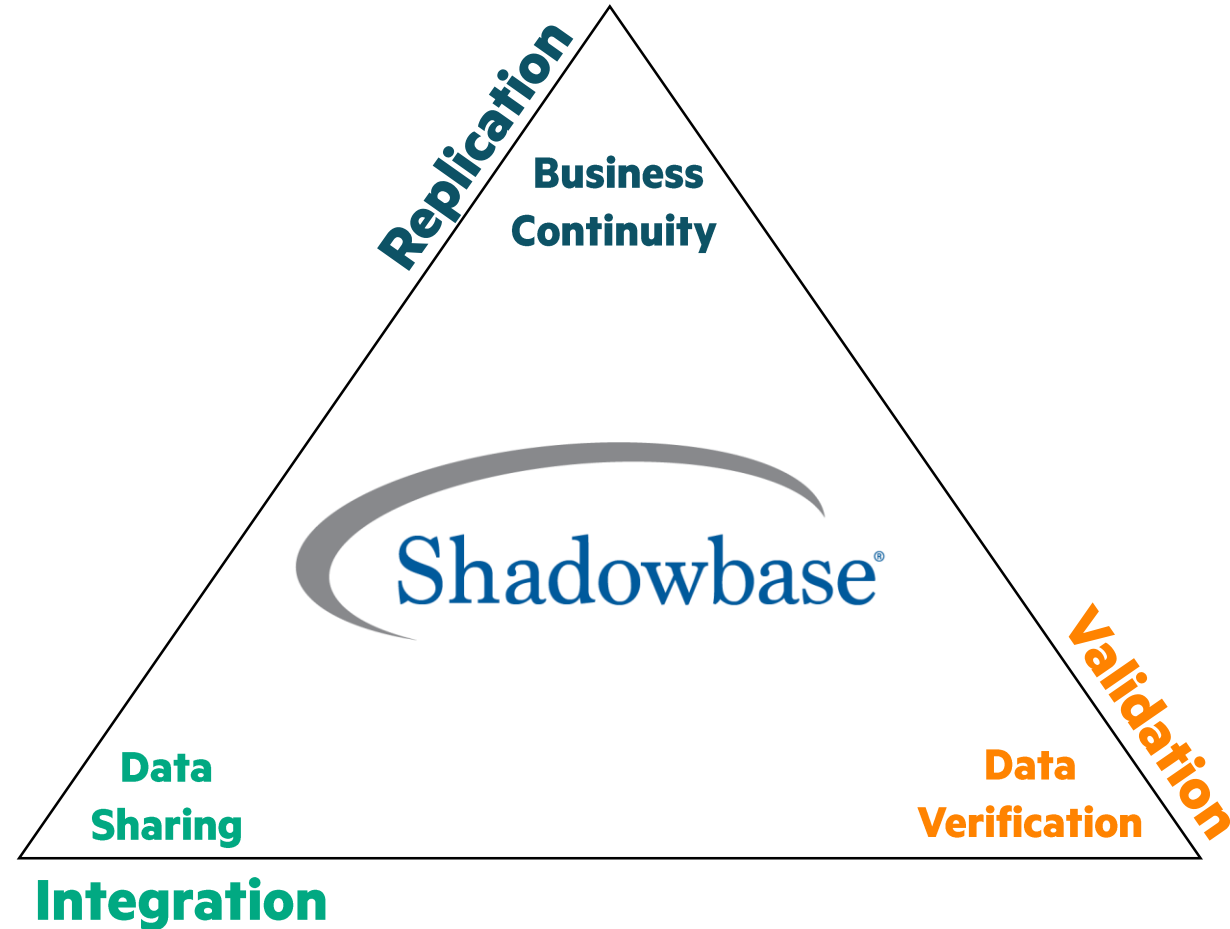 Replication
Business
Continuity
Shadowbase®
Validation
Data
Sharing
Data
Verification
Integration